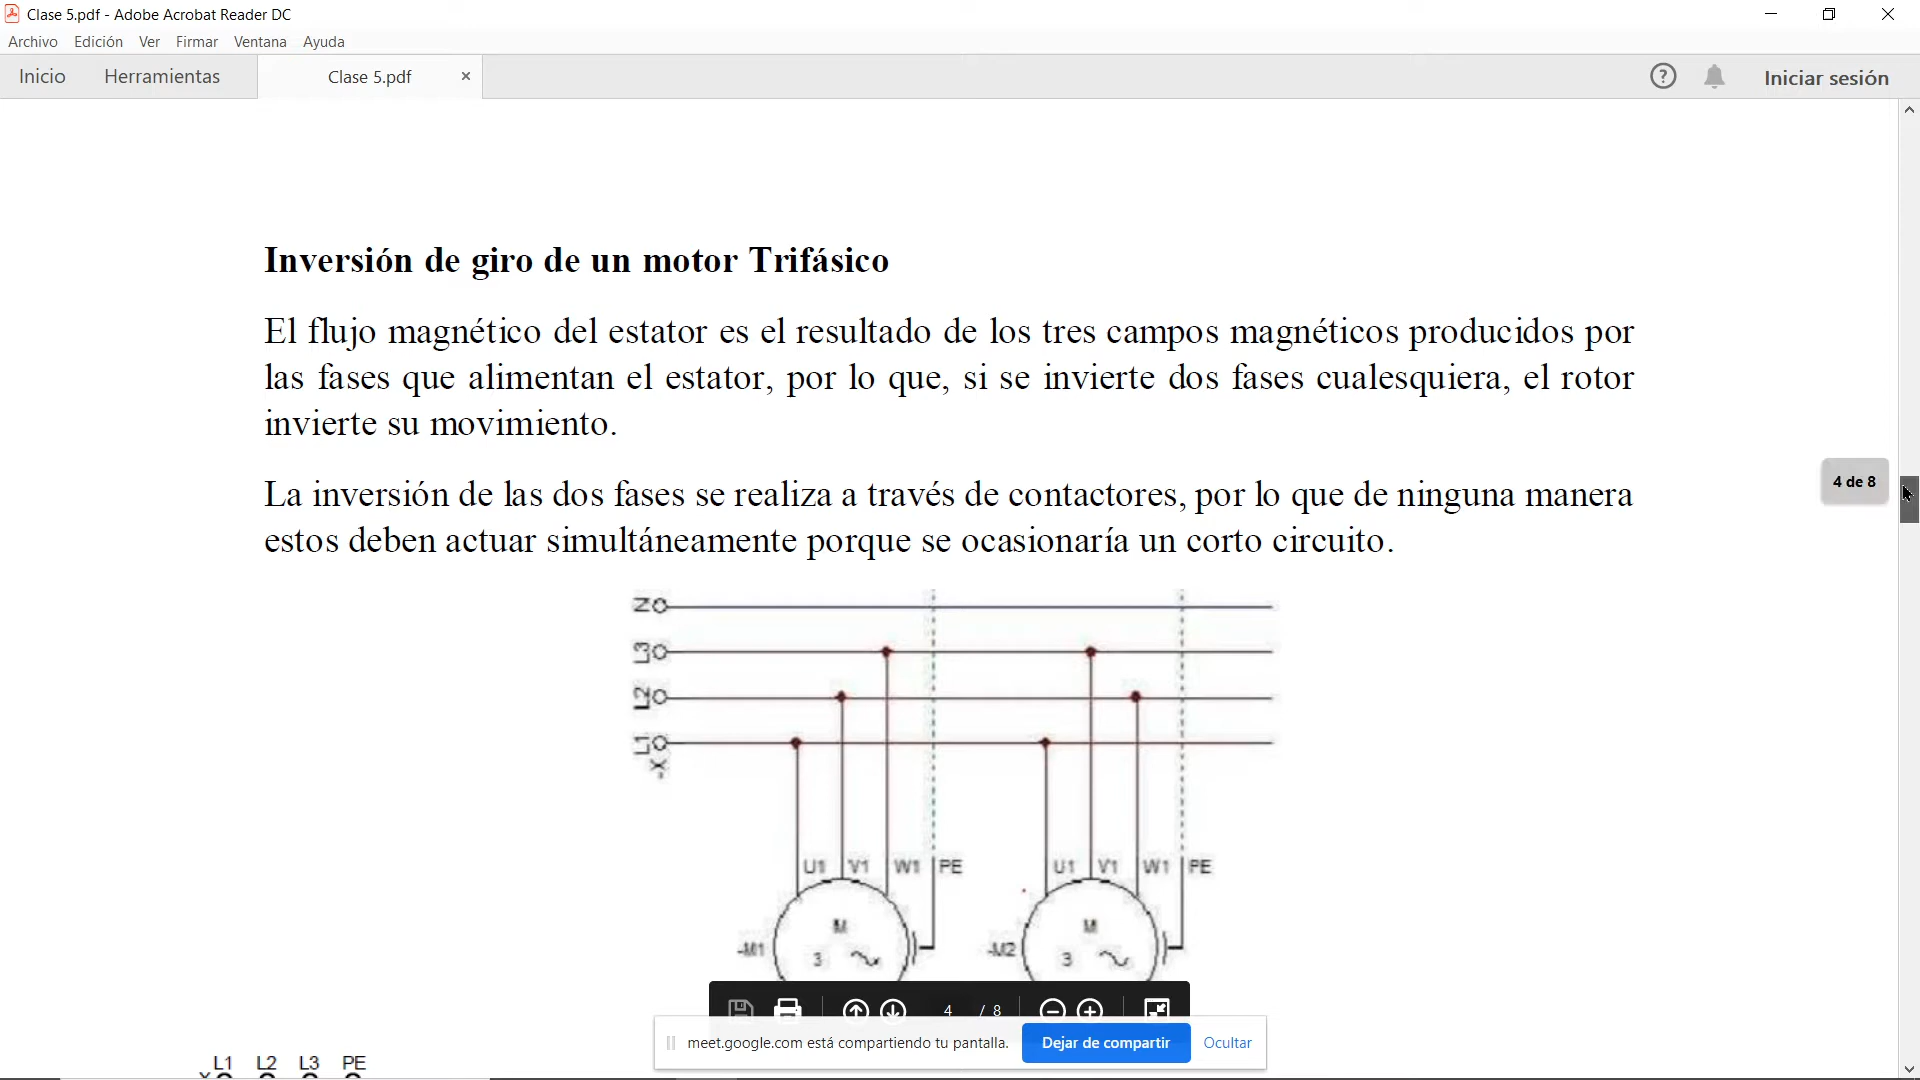 Clase 5.pdf - Adobe Acrobat Reader DC
Archivo Edición Ver Firmar Ventana Ayuda
Inicio Herramientas Clase 5.pdf × ? Iniciar sesión
Inversión de giro de un motor Trifásico
El flujo magnético del estator es el resultado de los tres campos magnéticos producidos por
las fases que alimentan el estator, por lo que, si se invierte dos fases cualesquiera, el rotor
invierte su movimiento.
4 de 8
La inversión de las dos fases se realiza a través de contactores, por lo que de ninguna manera
estos deben actuar simultáneamente porque se ocasionaría un corto circuito.
N
L3
L2
L1
-X
U1 V1 W1 PE U1 V1 W1 PE
M M
-M1 3 -M2 3
4 / 8
meet.google.com está compartiendo tu pantalla. Dejar de compartir Ocultar
L1 L2 L3 PE